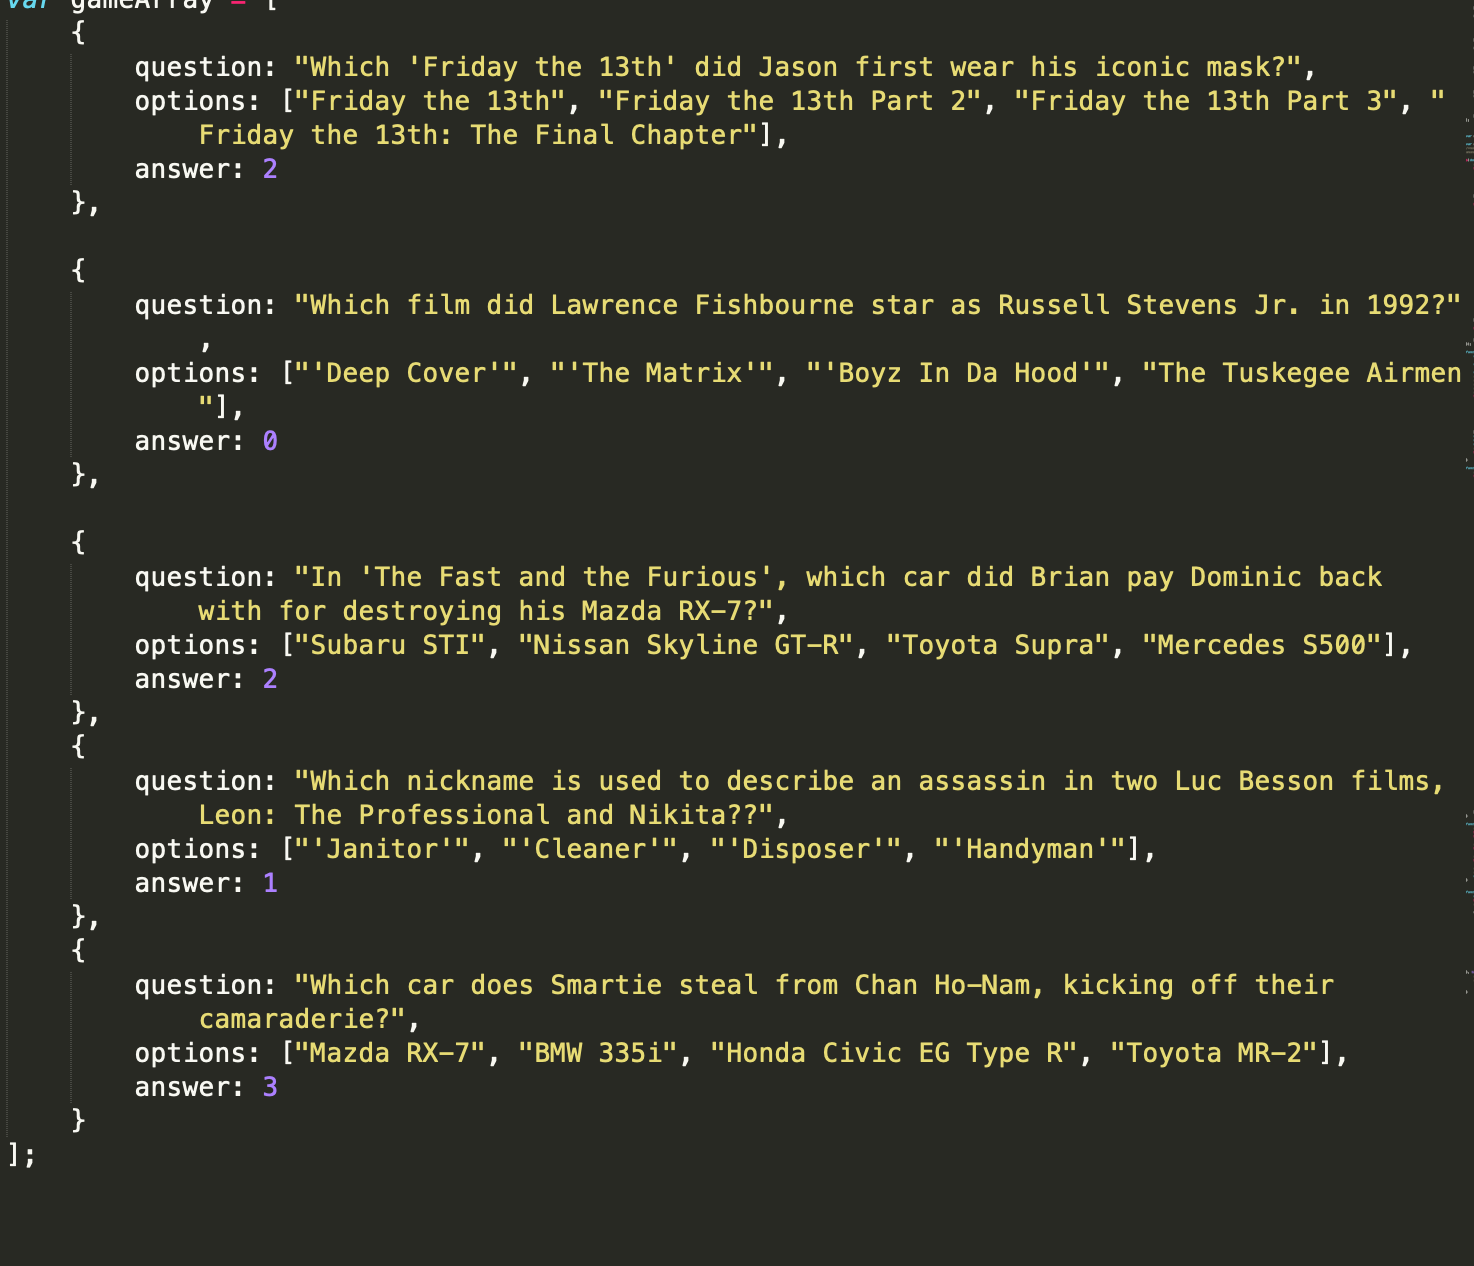 var gameArray = [
{
question: "Which 'Friday the 13th' did Jason first wear his iconic mask?",
options: ["Friday the 13th", "Friday the 13th Part 2", "Friday the 13th Part 3", "
Friday the 13th: The Final Chapter"],
answer: 2
},
{
question: "Which film did Lawrence Fishbourne star as Russell Stevens Jr. in 1992?"
,
options: ["'Deep Cover'", "'The Matrix'", "'Boyz In Da Hood'", "The Tuskegee Airmen
"],
answer: 0
},
{
question: "In 'The Fast and the Furious', which car did Brian pay Dominic back
with for destroying his Mazda RX-7?",
options: ["Subaru STI", "Nissan Skyline GT-R", "Toyota Supra", "Mercedes S500"],
answer: 2
},
{
question: "Which nickname is used to describe an assassin in two Luc Besson films,
Leon: The Professional and Nikita??",
options: ["'Janitor'", "'Cleaner'", "'Disposer'", "'Handyman'"],
answer: 1
},
{
question: "Which car does Smartie steal from Chan Ho-Nam, kicking off their
camaraderie?",
options: ["Mazda RX-7", "BMW 335i", "Honda Civic EG Type R", "Toyota MR-2"],
answer: 3
}
];